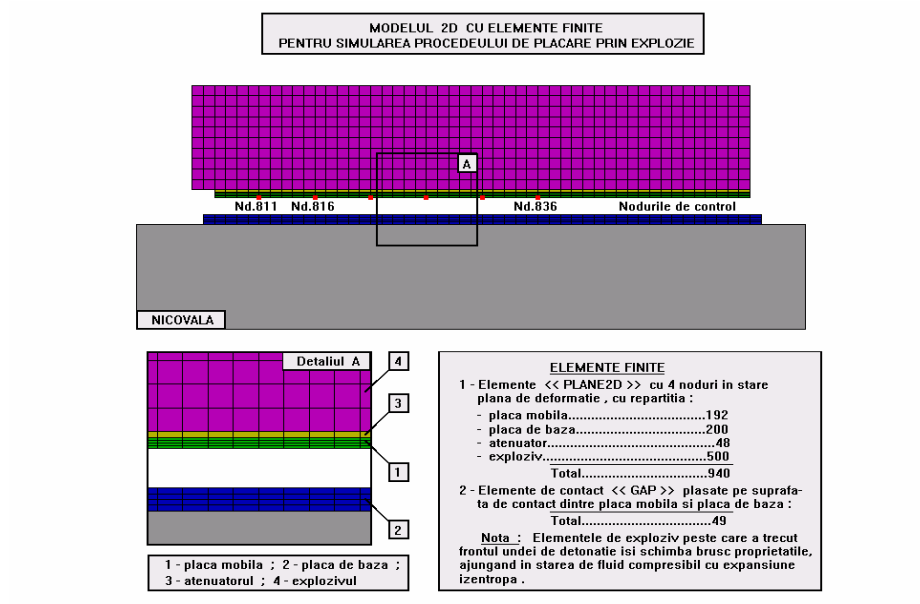 MODELUL 2D CU ELEMENTE FINITE
PENTRU SIMULAREA PROCEDEULUI DE PLACARE PRIN EXPLOZIE
A
Nd.811 Nd.816 Nd.836 Nodurile de control
NICOVALA
Detaliul A
4
3
1
2
1 - placa mobila ; 2 - placa de baza ;
3 - atenuatorul ; 4 - explozivul
ELEMENTE FINITE
1 - Elemente << PLANE2D >> cu 4 noduri in stare
plana de deformatie , cu repartitia :
- placa mobila...................................192
- placa de baza..................................200
- atenuator...........................................48
- exploziv.........................................500
Total...................................940
2 - Elemente de contact << GAP >> plasate pe suprafa-
ta de contact dintre placa mobila si placa de baza :
Total.................................49
Nota : Elementele de exploziv peste care a trecut
frontul undei de detonatie isi schimba brusc proprietatile,
ajungand in starea de fluid compresibil cu expansiune
izentropa .